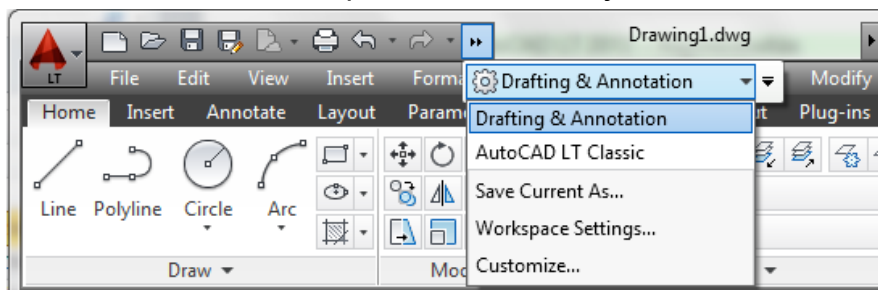 Drawing1.dwg
LT File Edit View Insert Forma Drafting & Annotation Modify
Home Insert Annotate Layout Param Drafting & Annotation Plug-ins
AutoCAD LT Classic
Save Current As...
Line Polyline Circle Arc
Workspace Settings...
Draw Mod Customize...